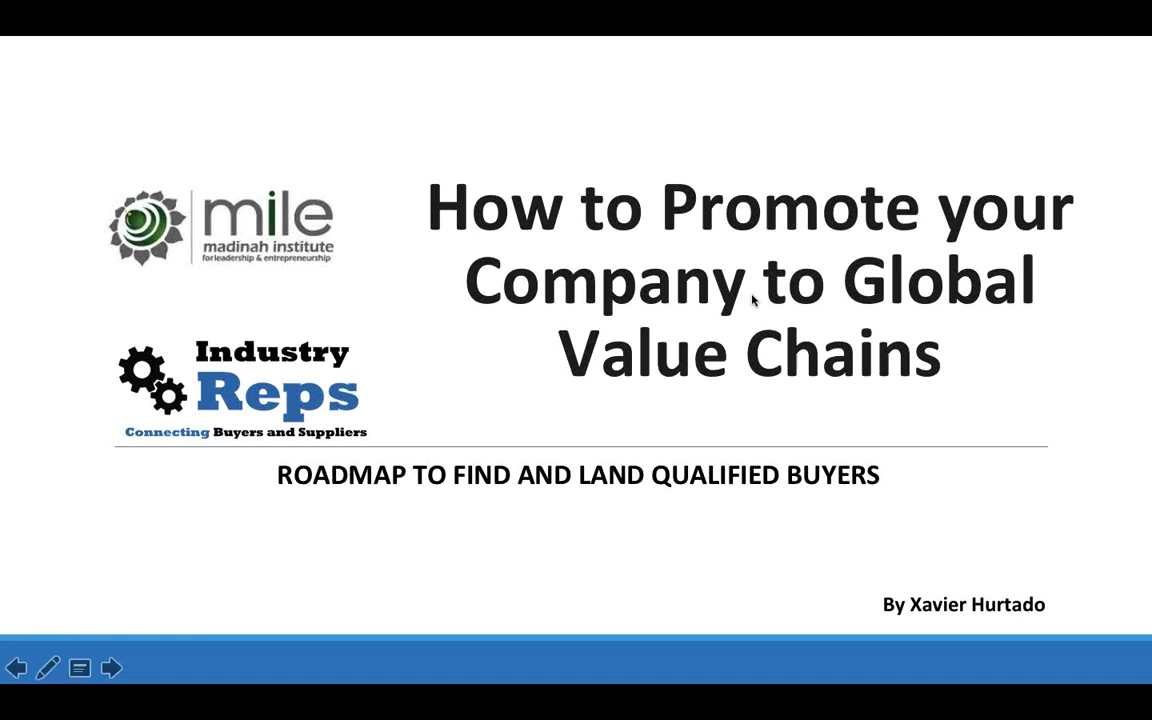 mile
madinah institute
for leadership & entrepreneurship
How to Promote your
Company to Global
Value Chains
Industry
Reps
Connecting Buyers and Suppliers
ROADMAP TO FIND AND LAND QUALIFIED BUYERS
By Xavier Hurtado